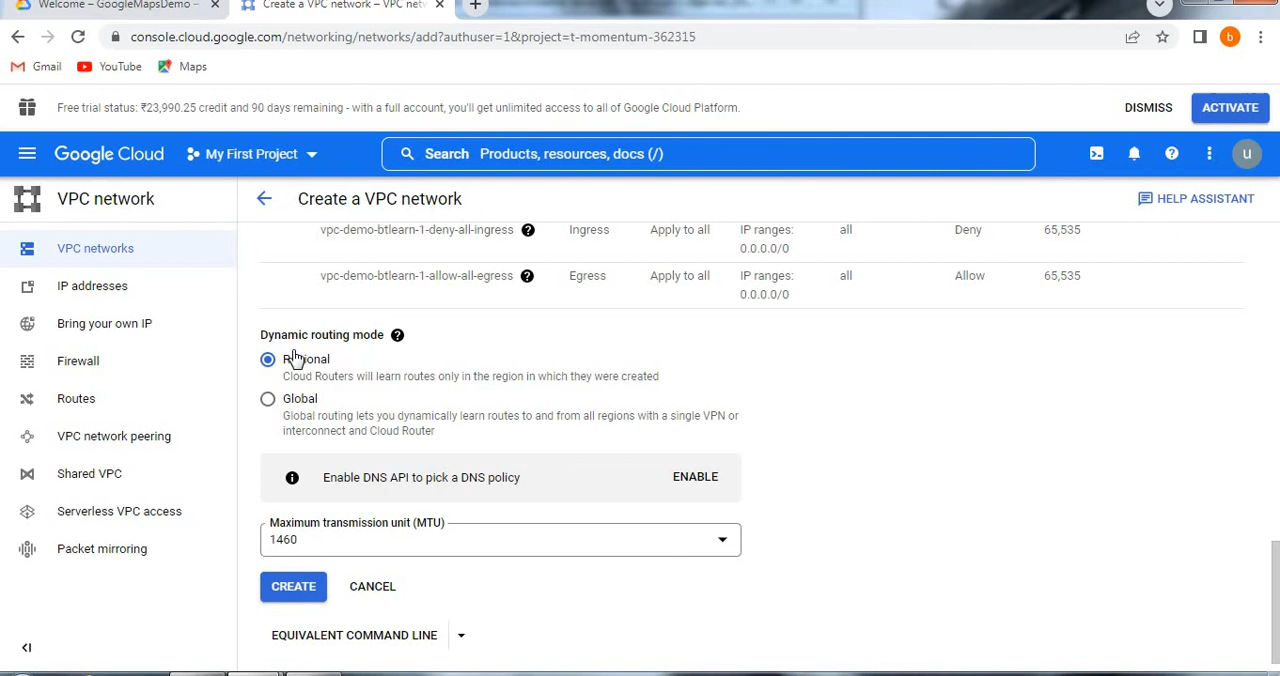 Welcome – GoogleMapsDemo –
Create a VPC network – VPC net
console.cloud.google.com/networking/networks/add?authuser=1&project=t-momentum-362315
b
Gmail
YouTube
Maps
Free trial status: ₹23,990.25 credit and 90 days remaining - with a full account, you'll get unlimited access to all of Google Cloud Platform.
DISMISS
ACTIVATE
Google Cloud
My First Project
Search Products, resources, docs (/)
u
VPC network
Create a VPC network
HELP ASSISTANT
VPC networks
IP addresses
Bring your own IP
Firewall
Routes
VPC network peering
Shared VPC
Serverless VPC access
Packet mirroring
vpc-demo-btlearn-1-deny-all-ingress
Ingress
Apply to all
IP ranges:
0.0.0.0/0
all
Deny
65,535
vpc-demo-btlearn-1-allow-all-egress
Egress
Apply to all
IP ranges:
0.0.0.0/0
all
Allow
65,535
Dynamic routing mode
Regional
Cloud Routers will learn routes only in the region in which they were created
Global
Global routing lets you dynamically learn routes to and from all regions with a single VPN or
interconnect and Cloud Router
Enable DNS API to pick a DNS policy
ENABLE
Maximum transmission unit (MTU)
1460
CREATE
CANCEL
EQUIVALENT COMMAND LINE